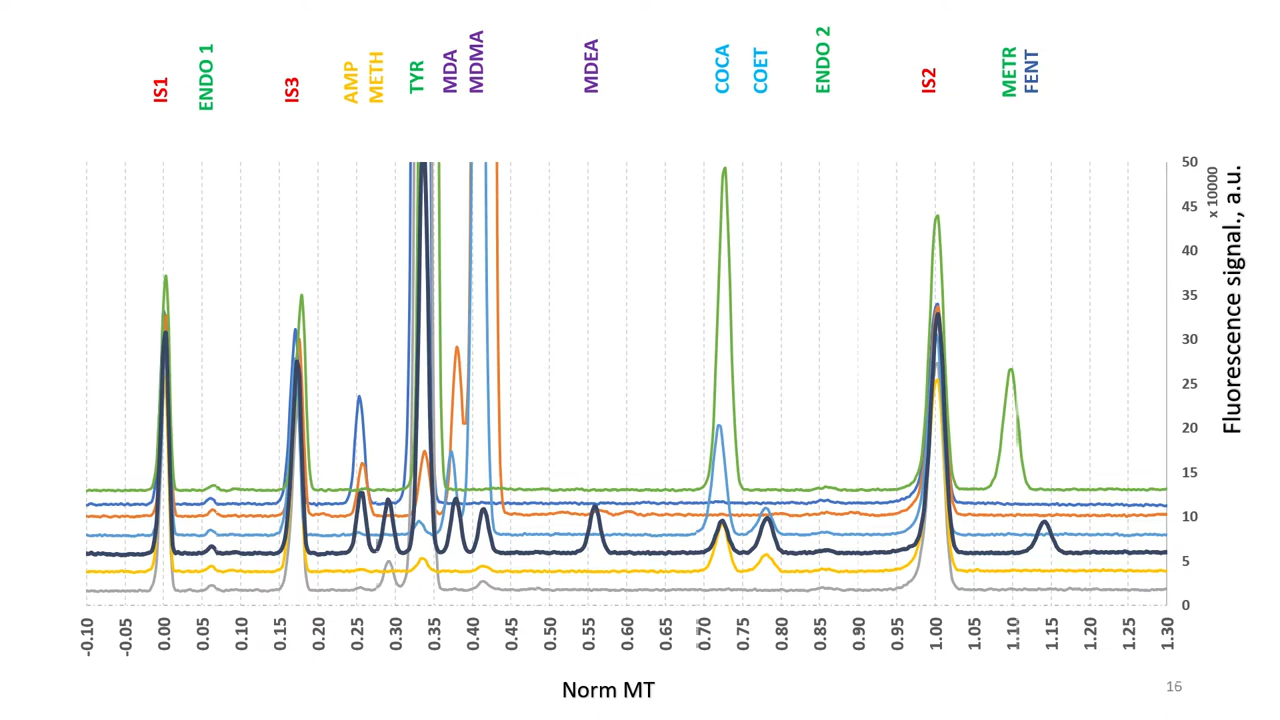 IS1
ENDO 1
IS3
AMP
METH
TYR
MDA
MDMA
MDEA
COCA
COET
ENDO 2
IS2
METR
FENT
50
45
40
35
30
25
20
15
10
5
0
x 10000
Fluorescence signal., a.u.
-0.10 -0.05 0.00 0.05 0.10 0.15 0.20 0.25 0.30 0.35 0.40 0.45 0.50 0.55 0.60 0.65 0.70 0.75 0.80 0.85 0.90 0.95 1.00 1.05 1.10 1.15 1.20 1.25 1.30
Norm MT
16